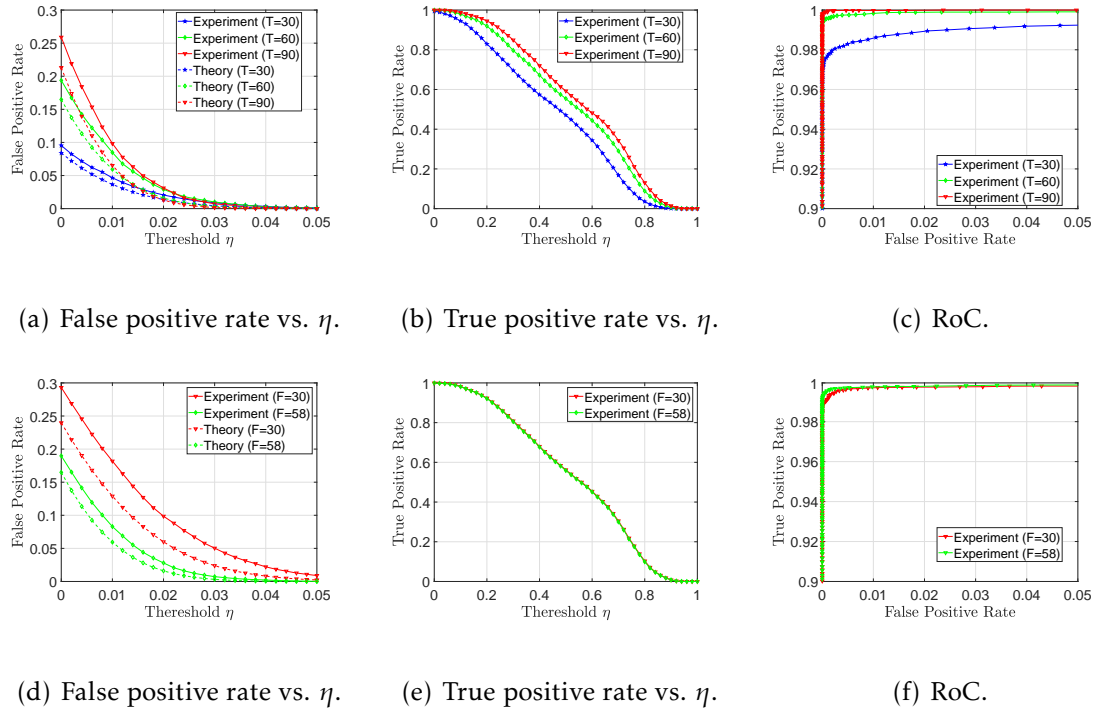 0.3
0.25
0.2
0.15
0.1
0.05
0
False Positive Rate
Experiment (T=30)
Experiment (T=60)
Experiment (T=90)
Theory (T=30)
Theory (T=60)
Theory (T=90)
0 0.01 0.02 0.03 0.04 0.05
Thereshold η
1
0.8
0.6
0.4
0.2
0
True Positive Rate
Experiment (T=30)
Experiment (T=60)
Experiment (T=90)
0 0.2 0.4 0.6 0.8 1
Thereshold η
1
0.98
0.96
0.94
0.92
0.9
True Positive Rate
Experiment (T=30)
Experiment (T=60)
Experiment (T=90)
0 0.01 0.02 0.03 0.04 0.05
False Positive Rate
(a) False positive rate vs. η.
(b) True positive rate vs. η.
(c) RoC.
0.3
0.25
0.2
0.15
0.1
0.05
0
False Positive Rate
Experiment (F=30)
Experiment (F=58)
Theory (F=30)
Theory (F=58)
0 0.01 0.02 0.03 0.04 0.05
Thereshold η
1
0.8
0.6
0.4
0.2
0
True Positive Rate
Experiment (F=30)
Experiment (F=58)
0 0.2 0.4 0.6 0.8 1
Thereshold η
1
0.98
0.96
0.94
0.92
0.9
True Positive Rate
Experiment (F=30)
Experiment (F=58)
0 0.01 0.02 0.03 0.04 0.05
False Positive Rate
(d) False positive rate vs. η.
(e) True positive rate vs. η.
(f) RoC.